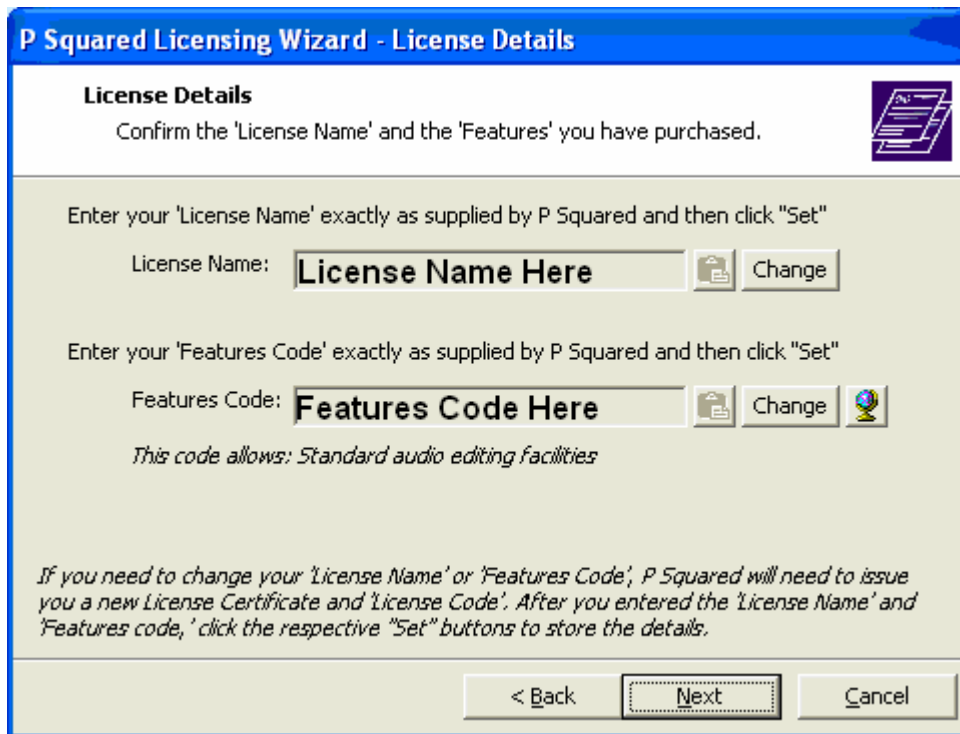 P Squared Licensing Wizard - License Details
License Details
Confirm the 'License Name' and the 'Features' you have purchased.
Enter your 'License Name' exactly as supplied by P Squared and then click "Set"
License Name: License Name Here Change
Enter your 'Features Code' exactly as supplied by P Squared and then click "Set"
Features Code: Features Code Here Change
This code allows: Standard audio editing facilities
If you need to change your 'License Name' or 'Features Code', P Squared will need to issue
you a new License Certificate and 'License Code'. After you entered the 'License Name' and
'Features code,' click the respective "Set" buttons to store the details.
< Back Next Cancel